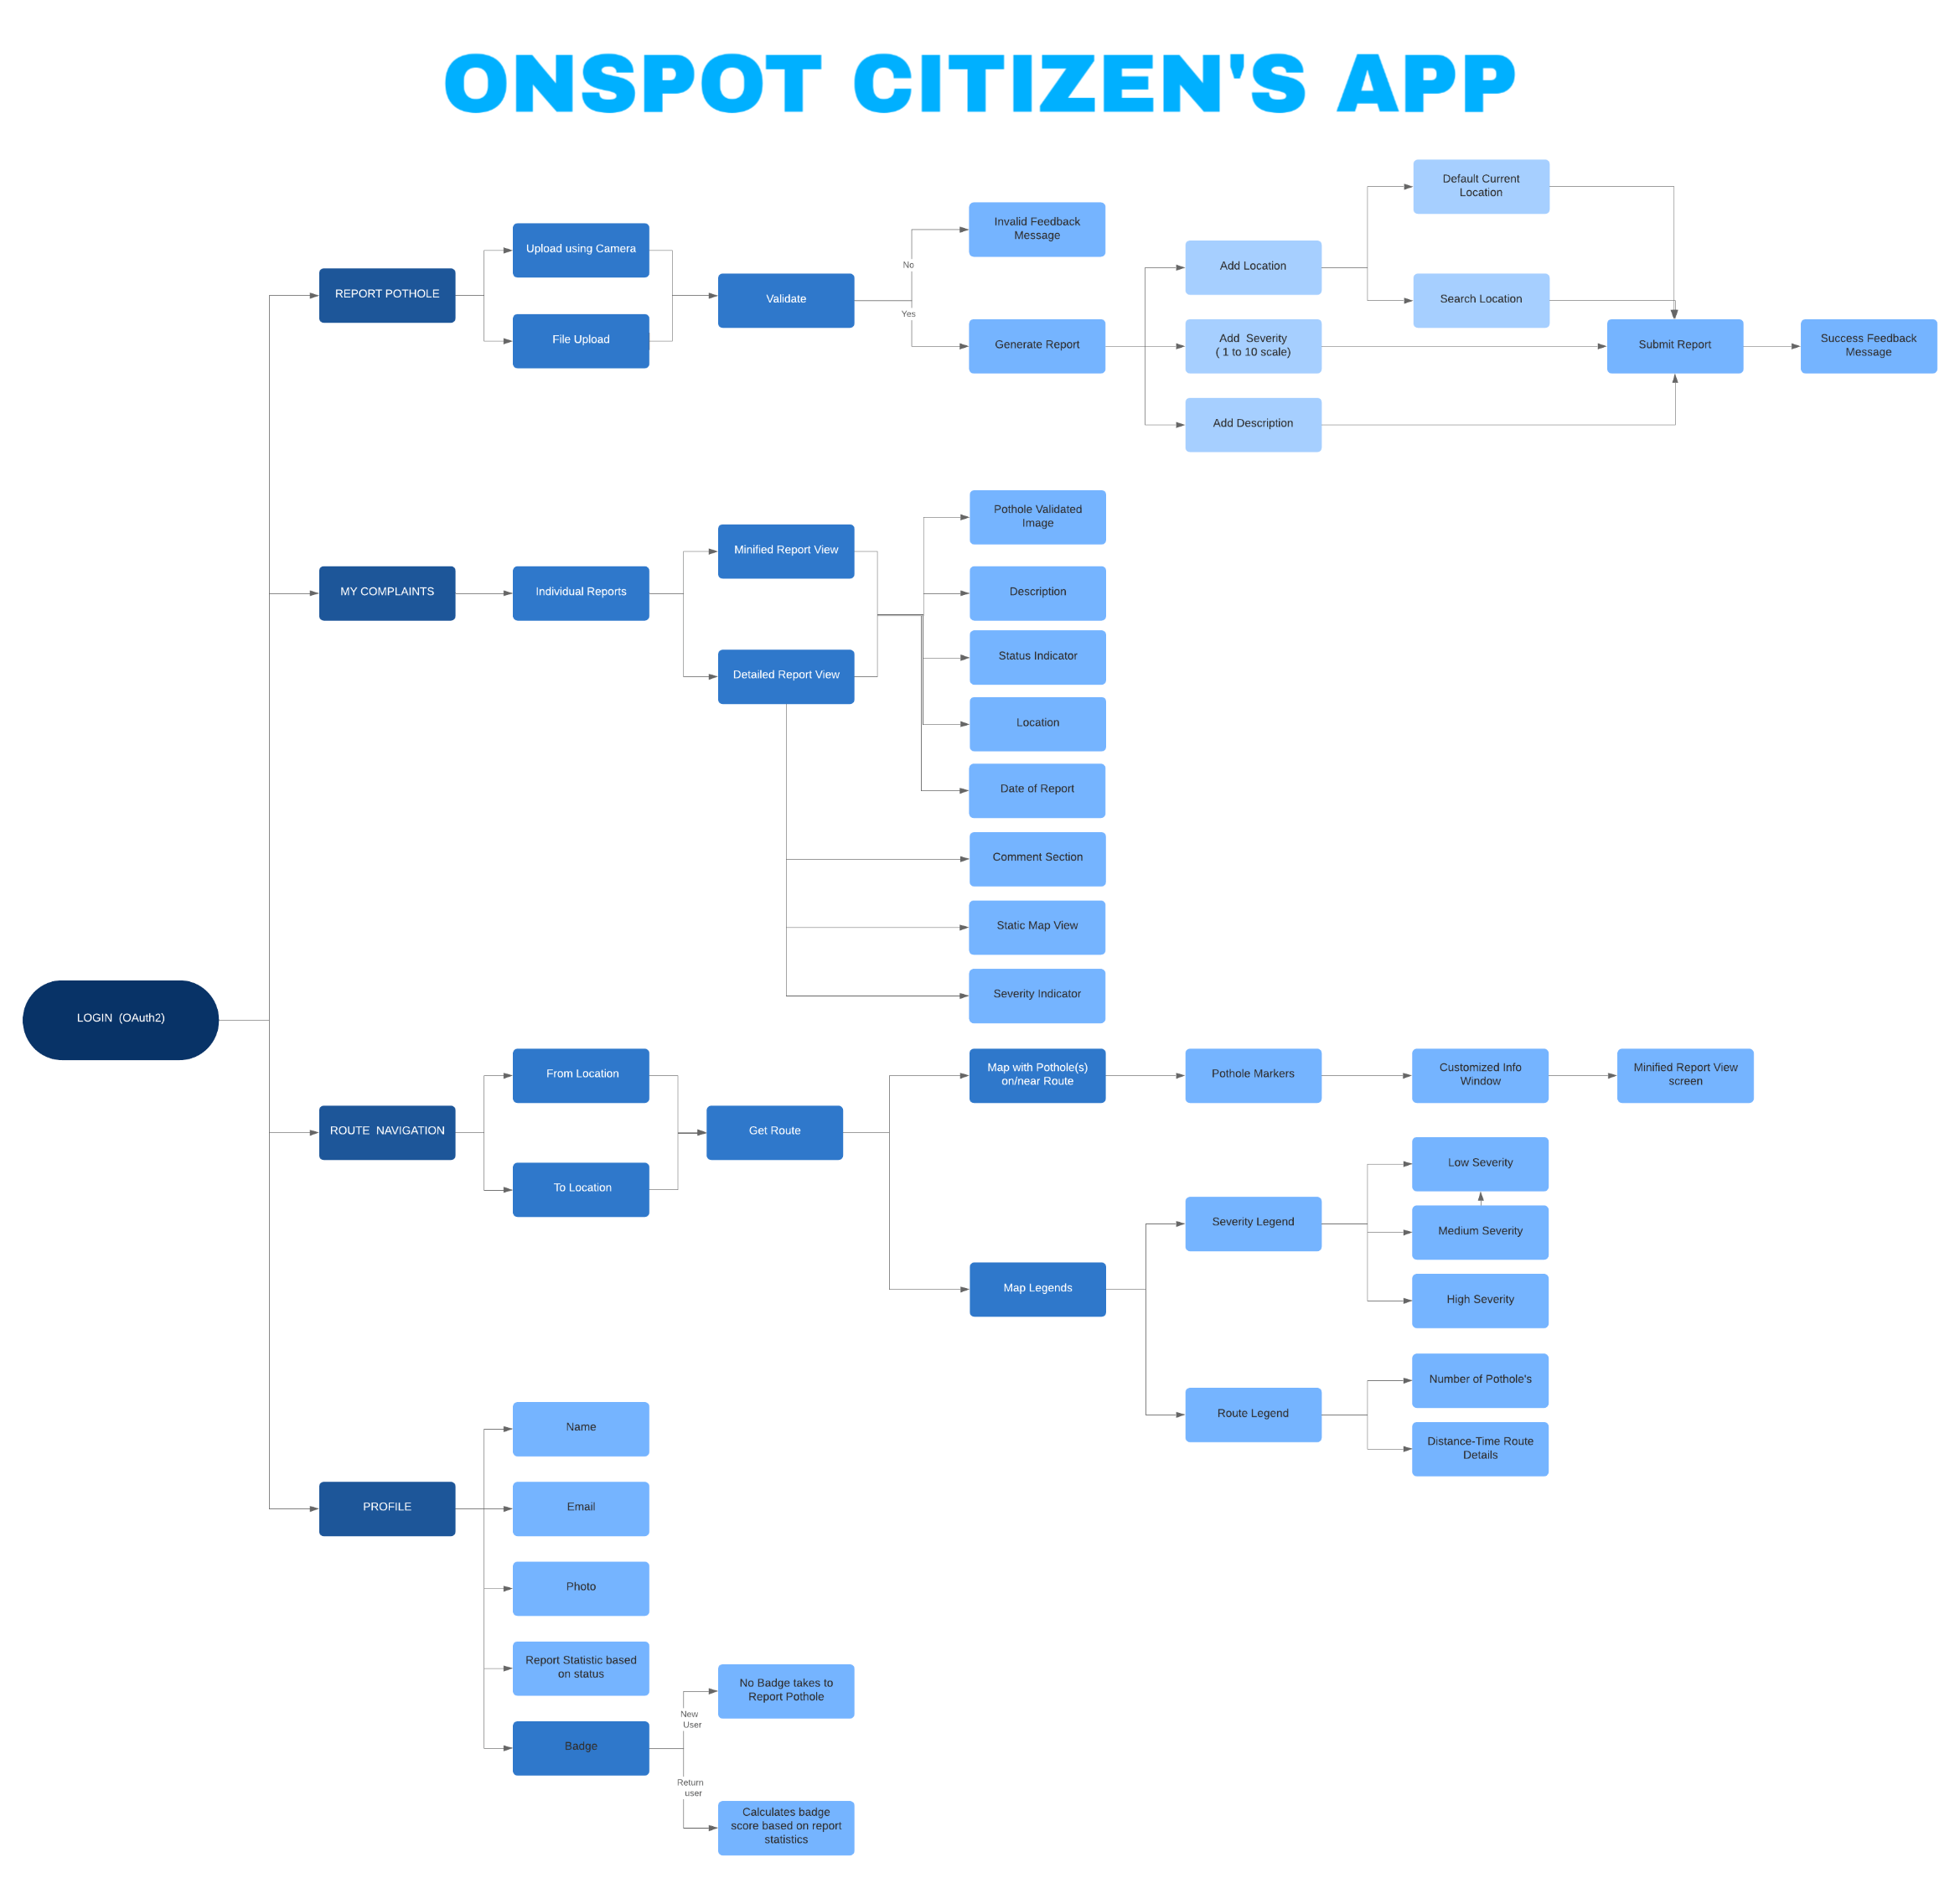 ONSPOT CITIZEN'S APP
Default Current
Location
Invalid Feedback
Message
Upload using Camera
Add Location
No
REPORT POTHOLE
Validate
Search Location
Yes
File Upload
Generate Report
Add  Severity
( 1 to 10 scale)
Submit Report
Success Feedback
Message
Add Description
Pothole Validated
Image
Minified Report View
MY COMPLAINTS
Individual Reports
Description
Status Indicator
Detailed Report View
Location
Date of Report
Comment Section
Static Map View
Severity Indicator
LOGIN  (OAuth2)
From Location
Map with Pothole(s)
on/near Route
Pothole Markers
Customized Info
Window
Minified Report View
screen
ROUTE  NAVIGATION
Get Route
Low Severity
To Location
Severity Legend
Medium Severity
Map Legends
High Severity
Number of Pothole's
Name
Route Legend
Distance-Time Route
Details
PROFILE
Email
Photo
Report Statistic based
on status
No Badge takes to
Report Pothole
New
User
Badge
Return
user
Calculates badge
score based on report
statistics